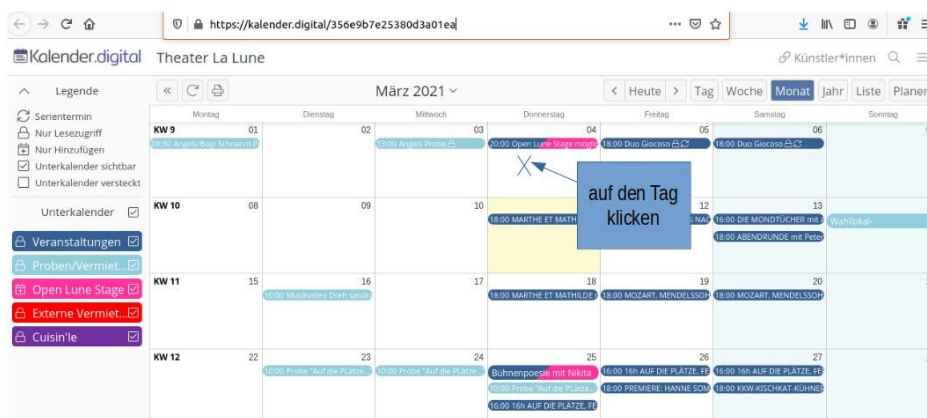 https://kalender.digital/356e9b7e25380d3a01ea
Kalender.digital
Theater La Lune
Künstler*innen
Legende
März 2021
Heute
Tag
Woche
Monat
Jahr
Liste
Planer
Serientermin
Nur Lesezugriff
Nur Hinzufügen
Unterkalender sichtbar
Unterkalender versteckt
Unterkalender
Veranstaltungen
Proben/Vermiet...
Open Lune Stage
Externe Vermiet...
Cuisin'le
Montag Dienstag Mittwoch Donnerstag Freitag Samstag Sonntag
KW 9 01 02 03 04 05 06
09:30 Angels/Bogi Schnarch P
13:00 Angels Probe
20:00 Open Lune Stage möglic
18:00 Duo Giocoso
18:00 Duo Giocoso
X
auf den Tag
klicken
KW 10 08 09 10 12 13
18:00 MARTHE ET MATH
NAC
16:00 DIE MONDTÜCHER mit
Wahllokal-
18:00 ABENDRUNDE mit Peter
KW 11 15 16 17 18 19 20
10:00 Musikvideo Dreh sandr
18:00 MARTHE ET MATHILDE
18:00 MOZART, MENDELSSOH
18:00 MOZART, MENDELSSOH
KW 12 22 23 24 25 26 27
10:00 Probe "Auf die PLätze...
10:00 Probe "Auf die PLätze...
Bühnenpoesie mit Nikita
16:00 16h AUF DIE PLÄTZE, FE
16:00 16h AUF DIE PLÄTZE, FE
10:00 Probe "Auf die PLätze...
18:00 PREMIERE: HANNE SOM
18:00 KKW-KISCHKAT-KÜHNER
16:00 16h AUF DIE PLÄTZE, FE